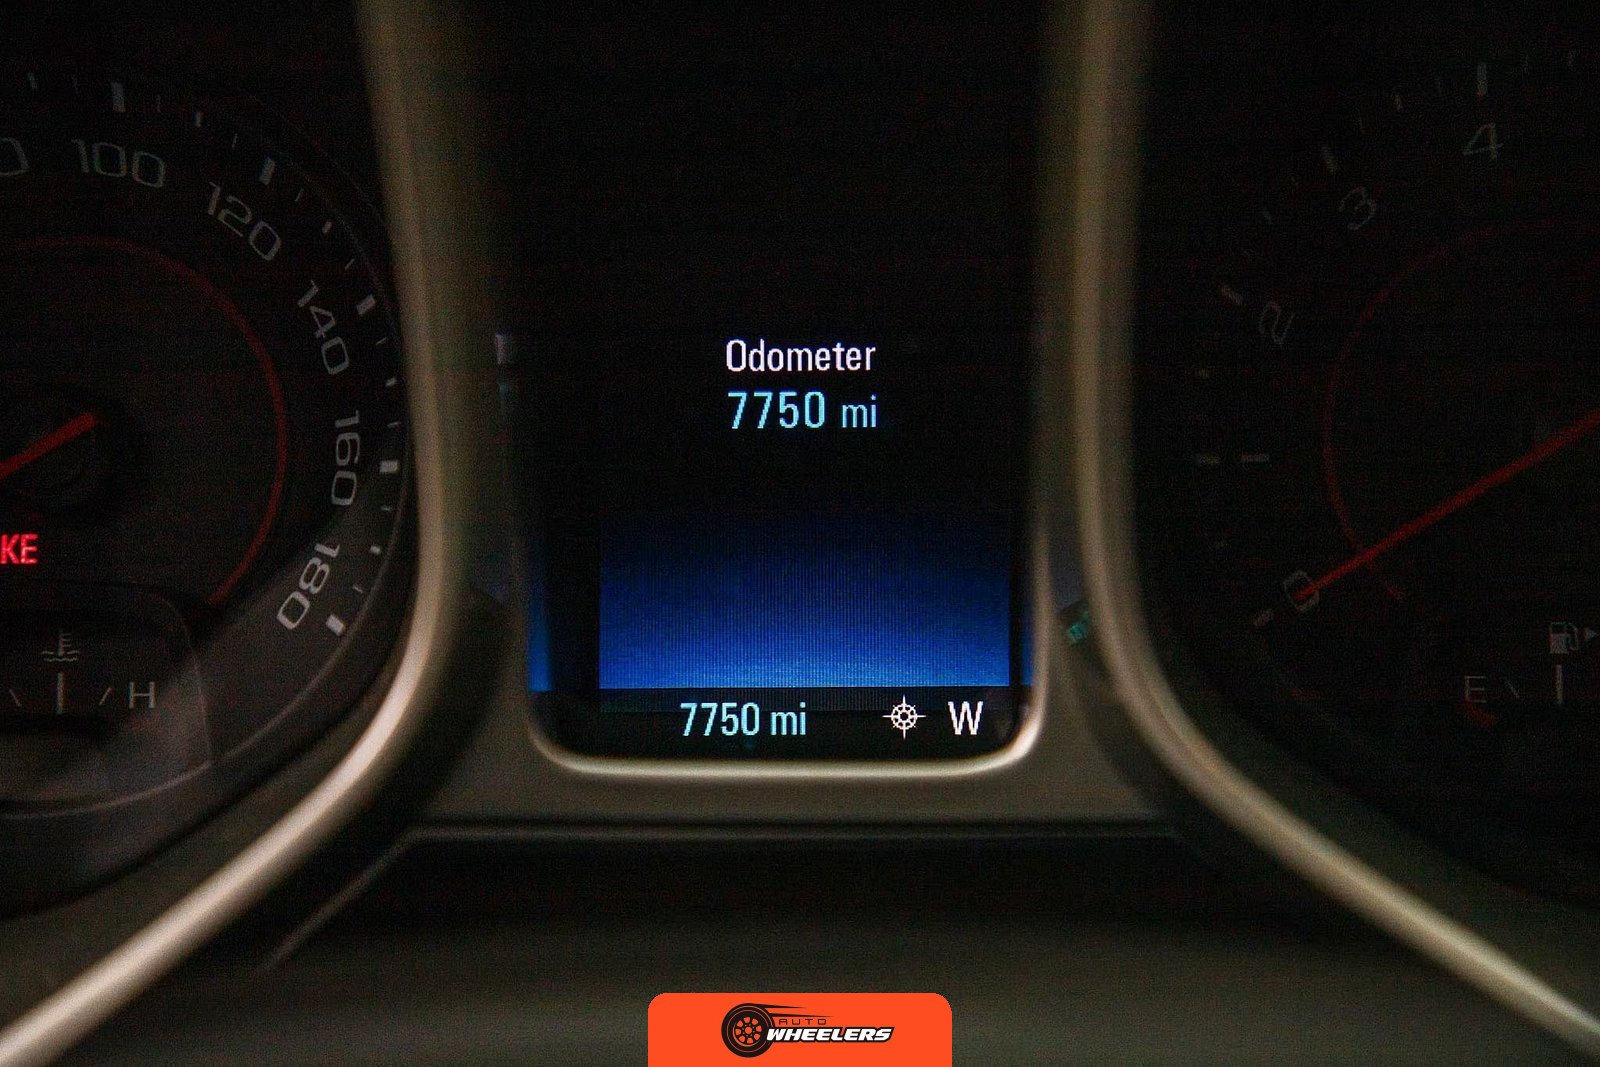 100
120
140
160
180
KE
H
Odometer
7750 mi
7750 mi W
4
3
2
0
E
AUTO
WHEELERS